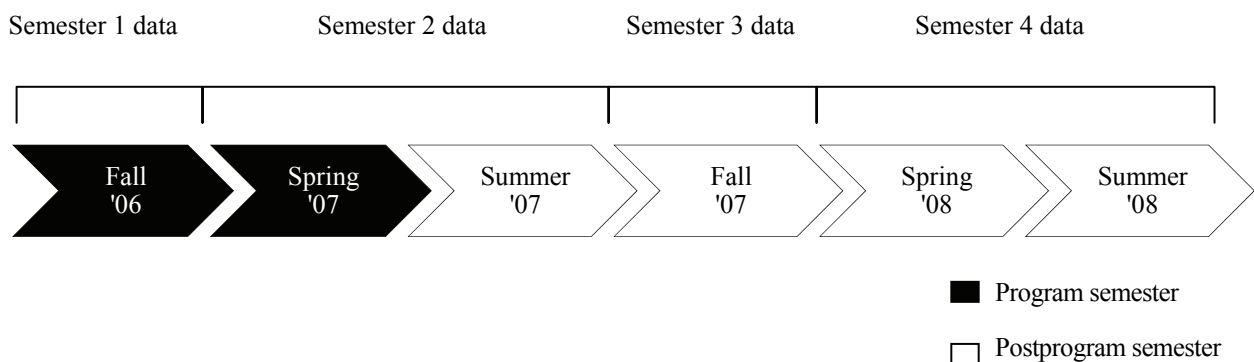 Semester 1 data
Semester 2 data
Semester 3 data
Semester 4 data
Fall
'06
Spring
'07
Summer
'07
Fall
'07
Spring
'08
Summer
'08
Program semester
Postprogram semester